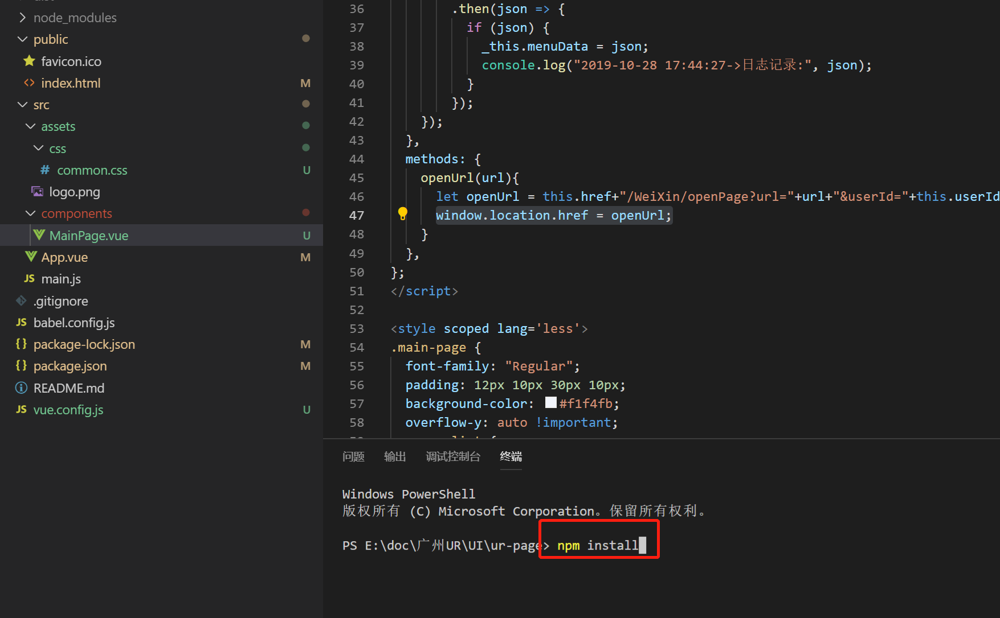 node_modules
public
favicon.ico
index.html M
src
assets
css
# common.css U
logo.png
components
MainPage.vue U
App.vue M
JS main.js
.gitignore
JS babel.config.js
{} package-lock.json M
{} package.json M
README.md
JS vue.config.js U
36 .then(json => {
37 if (json) {
38 _this.menuData = json;
39 console.log("2019-10-28 17:44:27->日志记录:", json);
40 }
41 });
42 });
43 },
44 methods: {
45 openUrl(url){
46 let openUrl = this.href+"/WeiXin/openPage?url="+url+"&userId="+this.userId
47 window.location.href = openUrl;
48 }
49 },
50 };
51 </script>
52
53 <style scoped lang='less'>
54 .main-page {
55 font-family: "Regular";
56 padding: 12px 10px 30px 10px;
57 background-color: #f1f4fb;
58 overflow-y: auto !important;
问题 输出 调试控制台 终端
Windows PowerShell
版权所有 (C) Microsoft Corporation。保留所有权利。
PS E:\doc\广州UR\UI\ur-page> npm install